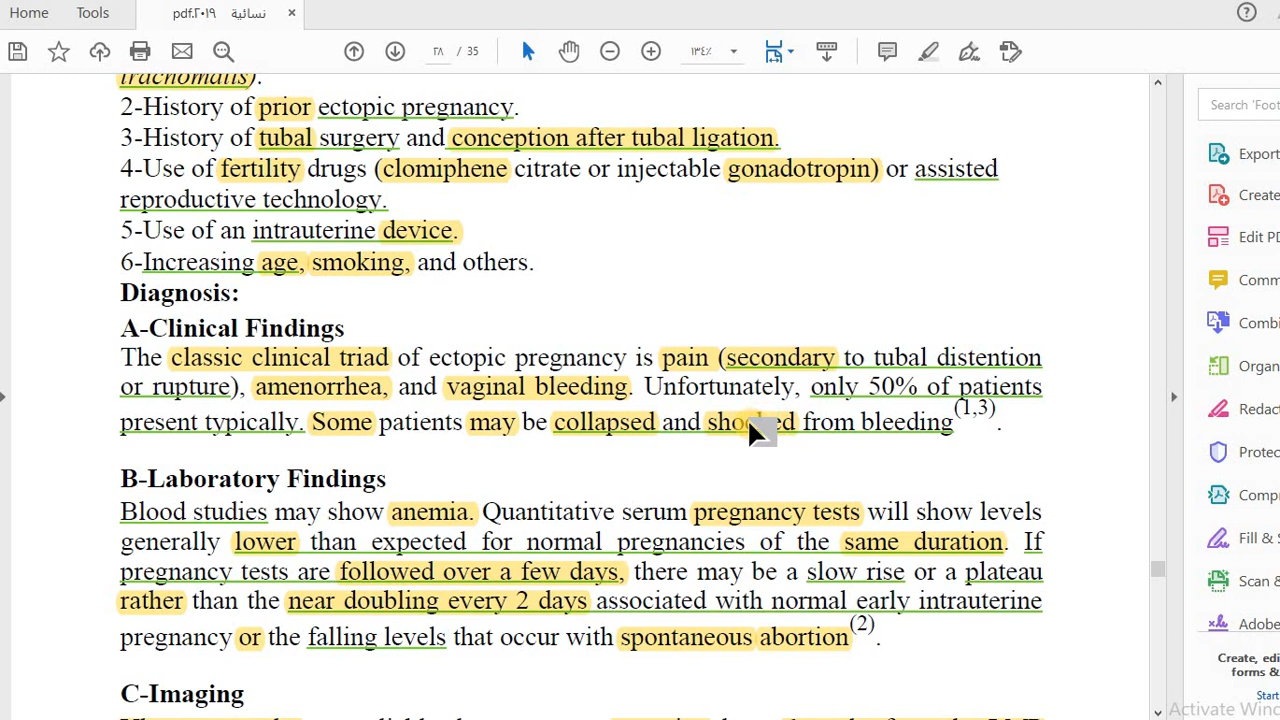 Home
Tools
نسائية ٢٠١٩.pdf
×
?
٢٨ / 35
١٣٤٪
trachomatis).
2-History of prior ectopic pregnancy.
3-History of tubal surgery and conception after tubal ligation.
4-Use of fertility drugs (clomiphene citrate or injectable gonadotropin) or assisted
reproductive technology.
5-Use of an intrauterine device.
6-Increasing age, smoking, and others.
Diagnosis:
A-Clinical Findings
The classic clinical triad of ectopic pregnancy is pain (secondary to tubal distention
or rupture), amenorrhea, and vaginal bleeding. Unfortunately, only 50% of patients
present typically. Some patients may be collapsed and shocked from bleeding(1,3).
B-Laboratory Findings
Blood studies may show anemia. Quantitative serum pregnancy tests will show levels
generally lower than expected for normal pregnancies of the same duration. If
pregnancy tests are followed over a few days, there may be a slow rise or a plateau
rather than the near doubling every 2 days associated with normal early intrauterine
pregnancy or the falling levels that occur with spontaneous abortion(2).
C-Imaging
Search 'Foot
Export
Create
Edit PD
Comm
Combi
Organ
Redac
Protec
Compr
Fill & S
Scan &
Adobe
Create, edi
forms &
Start
Activate Wind